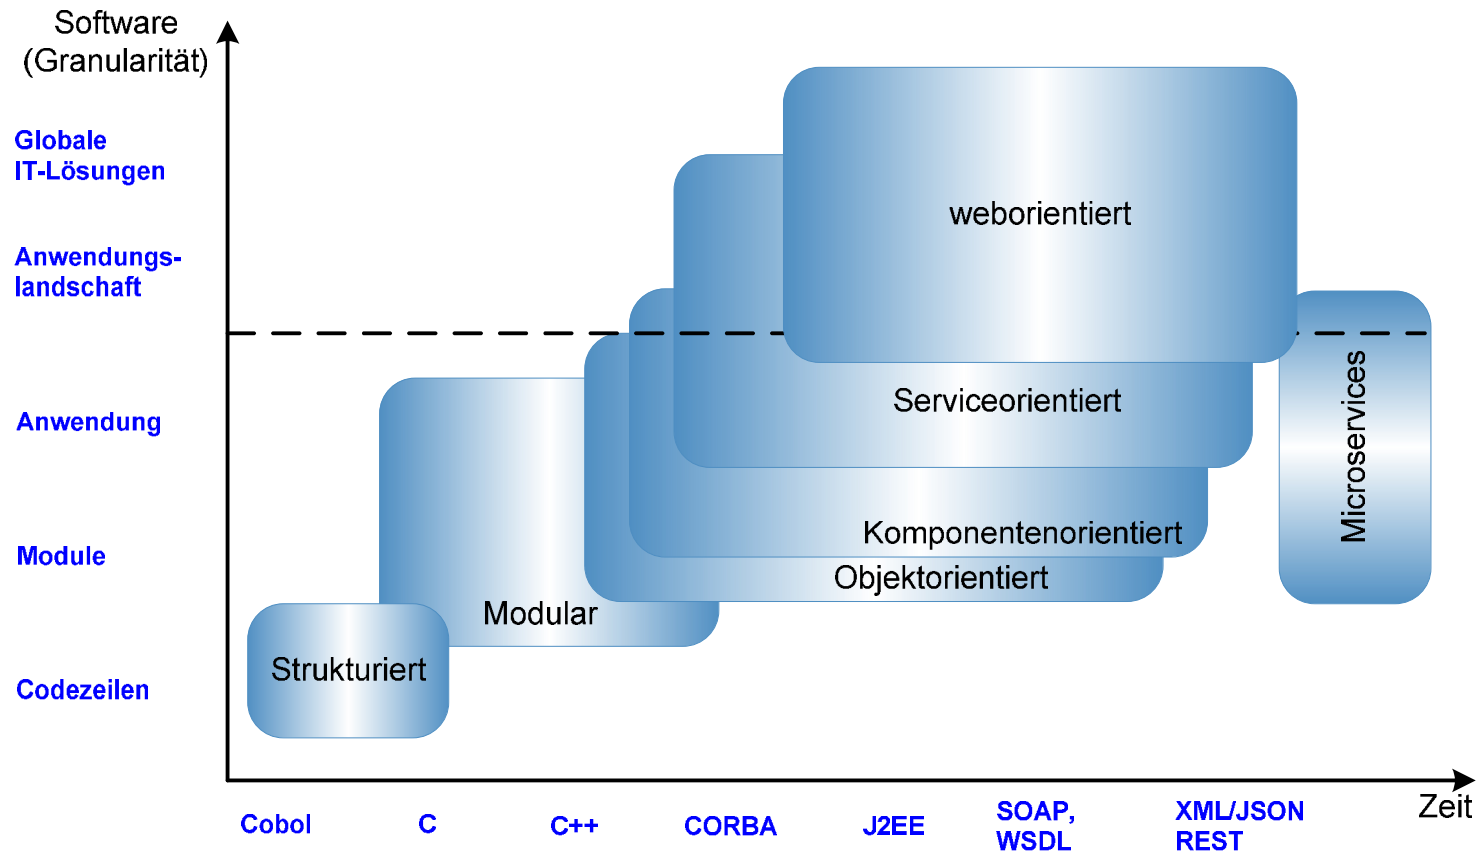 Software
(Granularität)
Globale
IT-Lösungen
Anwendungs-
landschaft
Anwendung
Module
Codezeilen
weborientiert
Serviceorientiert
Komponentenorientiert
Objektorientiert
Modular
Strukturiert
Microservices
Zeit
Cobol
C
C++
CORBA
J2EE
SOAP,
WSDL
XML/JSON
REST